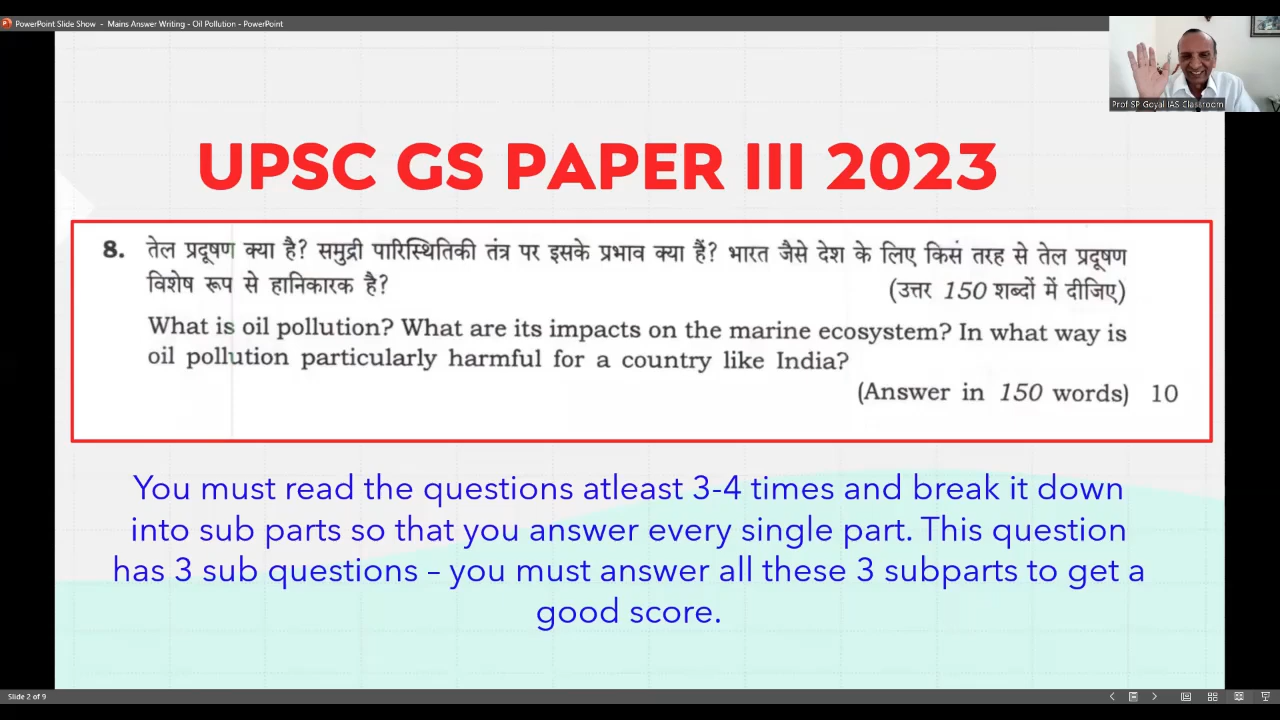 PowerPoint Slide Show - Mains Answer Writing - Oil Pollution - PowerPoint
Prof SP Goyal IAS Classroom
UPSC GS PAPER III 2023
8. तेल प्रदूषण क्या है? समुद्री पारिस्थितिकी तंत्र पर इसके प्रभाव क्या हैं? भारत जैसे देश के लिए किस तरह से तेल प्रदूषण
विशेष रूप से हानिकारक है? (उत्तर 150 शब्दों में दीजिए)
What is oil pollution? What are its impacts on the marine ecosystem? In what way is
oil pollution particularly harmful for a country like India?
(Answer in 150 words) 10
You must read the questions atleast 3-4 times and break it down
into sub parts so that you answer every single part. This question
has 3 sub questions – you must answer all these 3 subparts to get a
good score.
Slide 2 of 9